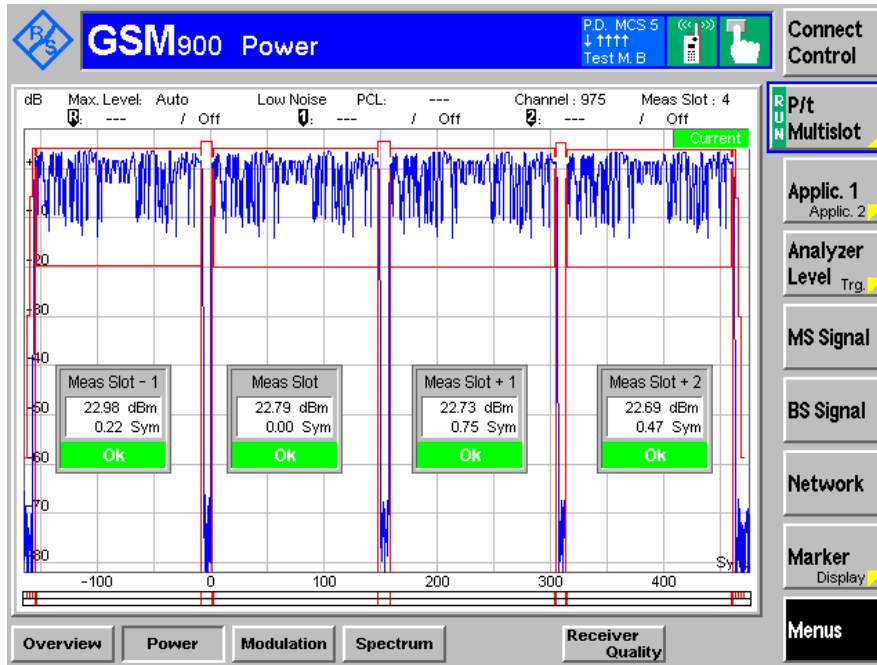 R/S
GSM900 Power
P.D. MCS 5
↓ ↑↑↑↑
Test M. B
Connect Control
dB Max. Level: Auto Low Noise PCL: --- Channel : 975 Meas Slot : 4
R: --- / Off 1: --- / Off 2: --- / Off
Current
RUN
P/t Multislot
Applic. 1
Applic. 2
Analyzer Level Trg.
MS Signal
BS Signal
Network
Marker
Display
Menus
-20
-30
-40
-50
-60
-70
-80
Meas Slot - 1
22.98 dBm
0.22 Sym
Ok
Meas Slot
22.79 dBm
0.00 Sym
Ok
Meas Slot + 1
22.73 dBm
0.75 Sym
Ok
Meas Slot + 2
22.69 dBm
0.47 Sym
Ok
-100 0 100 200 300 400
Overview Power Modulation Spectrum Receiver Quality